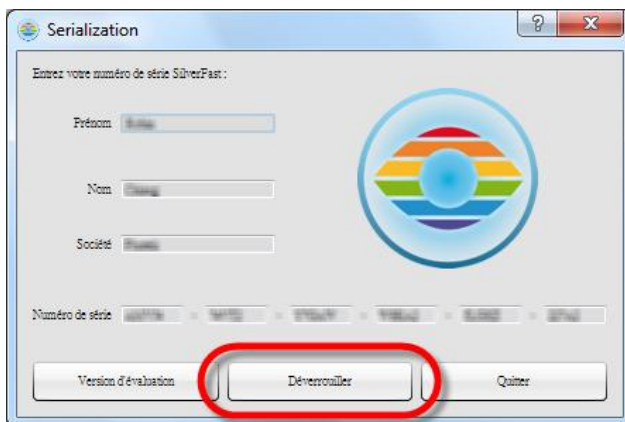 Serialization
Entrez votre numéro de série SilverFast :
Prénom
Nom
Société
Numéro de série - - - - -
Version d'évaluation Déverrouiller Quitter